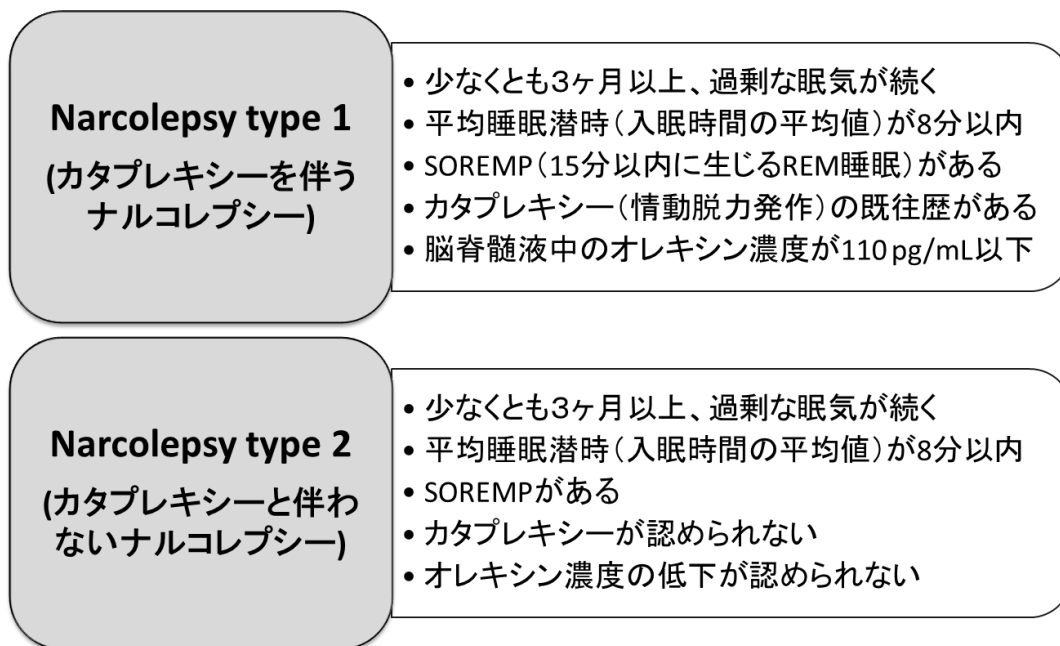 Narcolepsy type 1
(カタプレキシーを伴う
ナルコレプシー)
• 少なくとも3ヶ月以上、過剰な眠気が続く
• 平均睡眠潜時(入眠時間の平均値)が8分以内
• SOREMP(15分以内に生じるREM睡眠)がある
• カタプレキシー(情動脱力発作)の既往歴がある
• 脳脊髄液中のオレキシン濃度が110 pg/mL以下
Narcolepsy type 2
(カタプレキシーと伴わ
ないナルコレプシー)
• 少なくとも3ヶ月以上、過剰な眠気が続く
• 平均睡眠潜時(入眠時間の平均値)が8分以内
• SOREMPがある
• カタプレキシーが認められない
• オレキシン濃度の低下が認められない